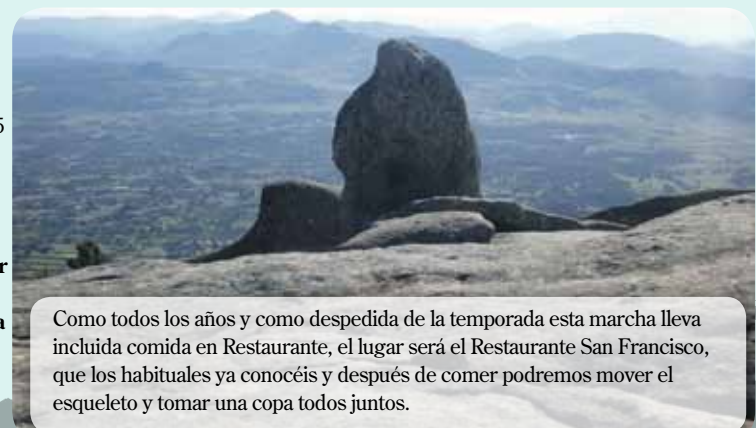 Como todos los años y como despedida de la temporada esta marcha lleva
incluida comida en Restaurante, el lugar será el Restaurante San Francisco,
que los habituales ya conocéis y después de comer podremos mover el
esqueleto y tomar una copa todos juntos.